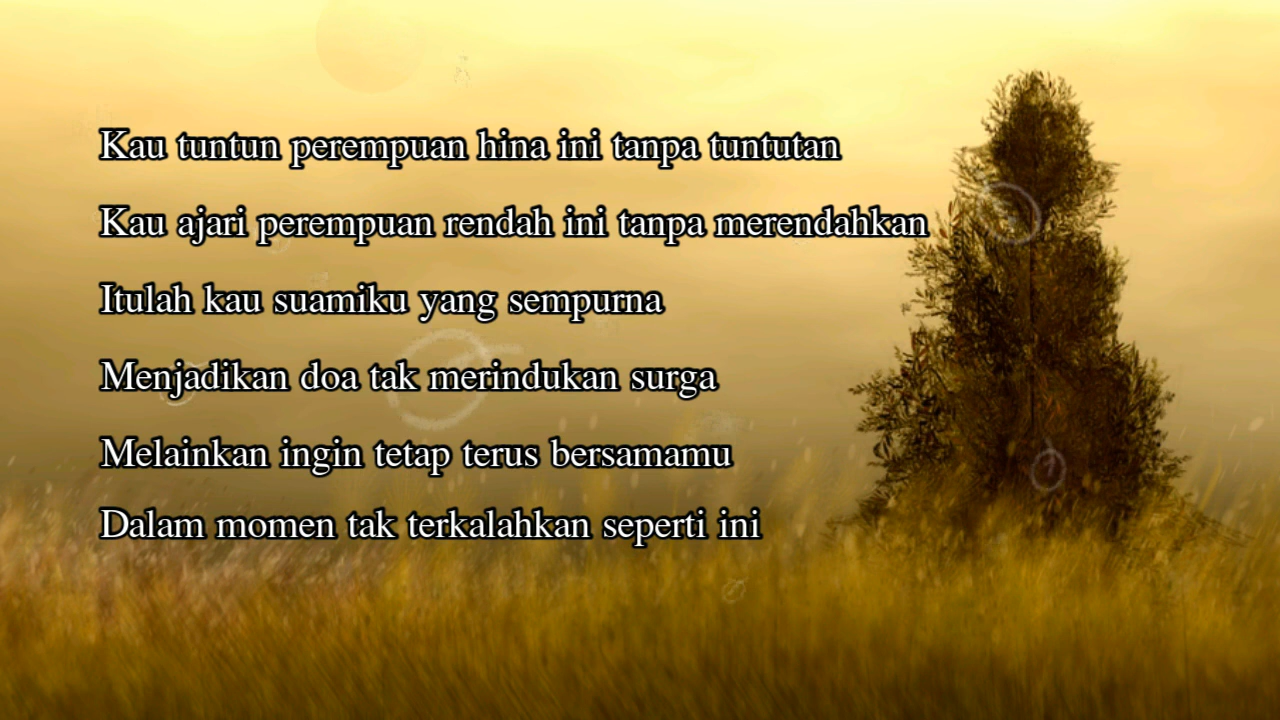 Kau tuntun perempuan hina ini tanpa tuntutan
Kau ajari perempuan rendah ini tanpa merendahkan
Itulah kau suamiku yang sempurna
Menjadikan doa tak merindukan surga
Melainkan ingin tetap terus bersamamu
Dalam momen tak terkalahkan seperti ini